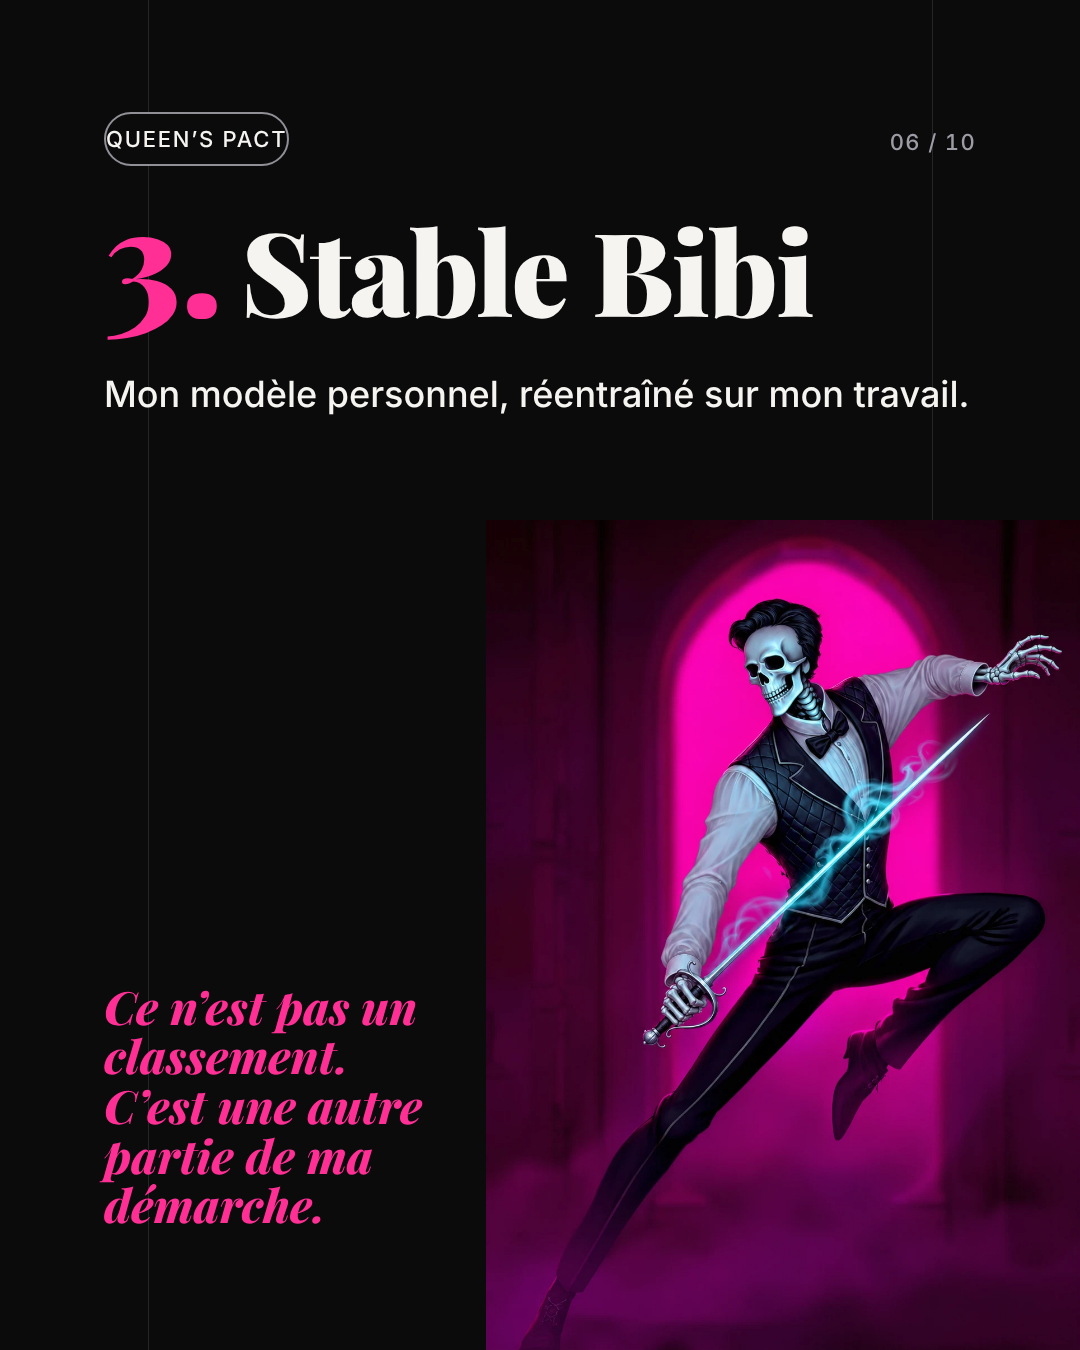 QUEEN’S PACT
06 / 10
3. Stable Bibi
Mon modèle personnel, réentraîné sur mon travail.
Ce n’est pas un
classement.
C’est une autre
partie de ma
démarche.